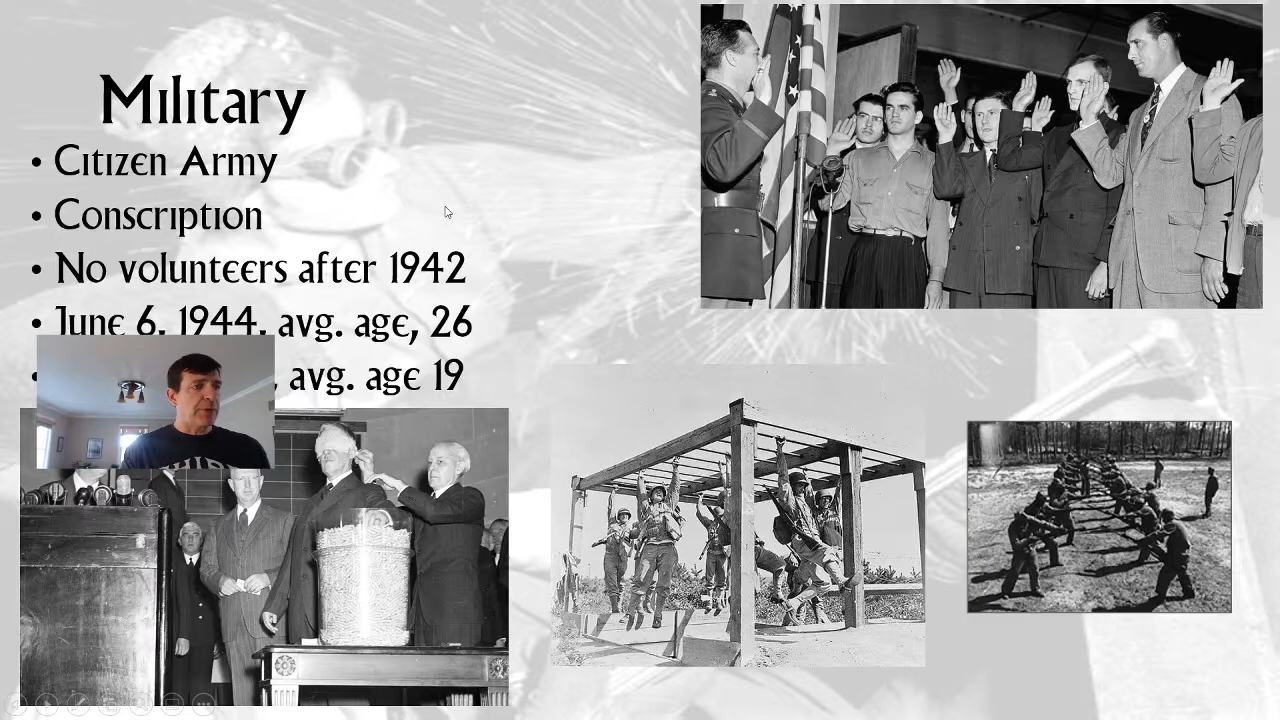 Military
• Citizen Army
• Conscription
• No volunteers after 1942
• June 6, 1944, avg. age, 26
, avg. age 19